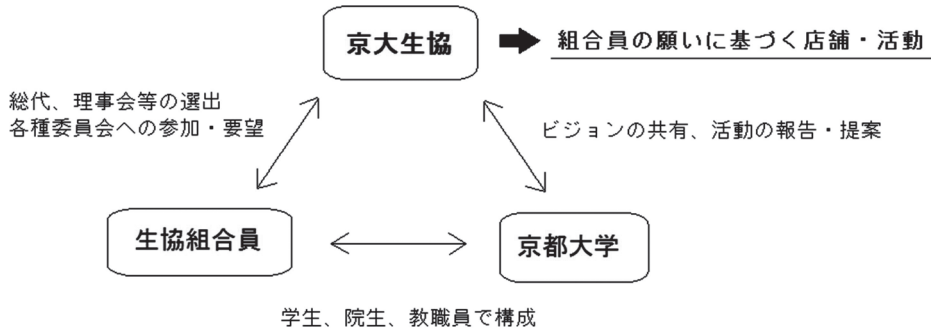 京大生協
組合員の願いに基づく店舗・活動
総代、理事会等の選出
各種委員会への参加・要望
ビジョンの共有、活動の報告・提案
生協組合員
京都大学
学生、院生、教職員で構成